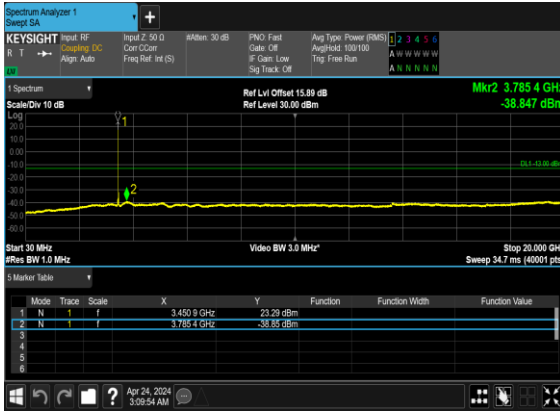 Spectrum Analyzer 1
Swept SA
+
KEYSIGHT
R T
LV
Input: RF
Coupling: DC
Align: Auto
Input Z: 50 Ω
Corr CCorr
Freq Ref: Int (S)
#Atten: 30 dB
PNO: Fast
Gate: Off
IF Gain: Low
Sig Track: Off
Avg Type: Power (RMS)
Avg|Hold: 100/100
Trig: Free Run
1 2 3 4 5 6
A W W W W W
A N N N N N
1 Spectrum
Scale/Div 10 dB
Ref Lvl Offset 15.89 dB
Ref Level 30.00 dBm
Mkr2 3.785 4 GHz
-38.847 dBm
Log
20.0
10.0
0.00
-10.0
-20.0
-30.0
-40.0
-50.0
-60.0
1
2
DL1 -13.00 dBm
Start 30 MHz
#Res BW 1.0 MHz
Video BW 3.0 MHz*
Stop 20.000 GHz
Sweep 34.7 ms (40001 pts)
5 Marker Table
Mode Trace Scale X Y Function Function Width Function Value
1 N 1 f 3.450 9 GHz 23.29 dBm
2 N 1 f 3.785 4 GHz -38.85 dBm
3
4
5
6
?
Apr 24, 2024
3:09:54 AM